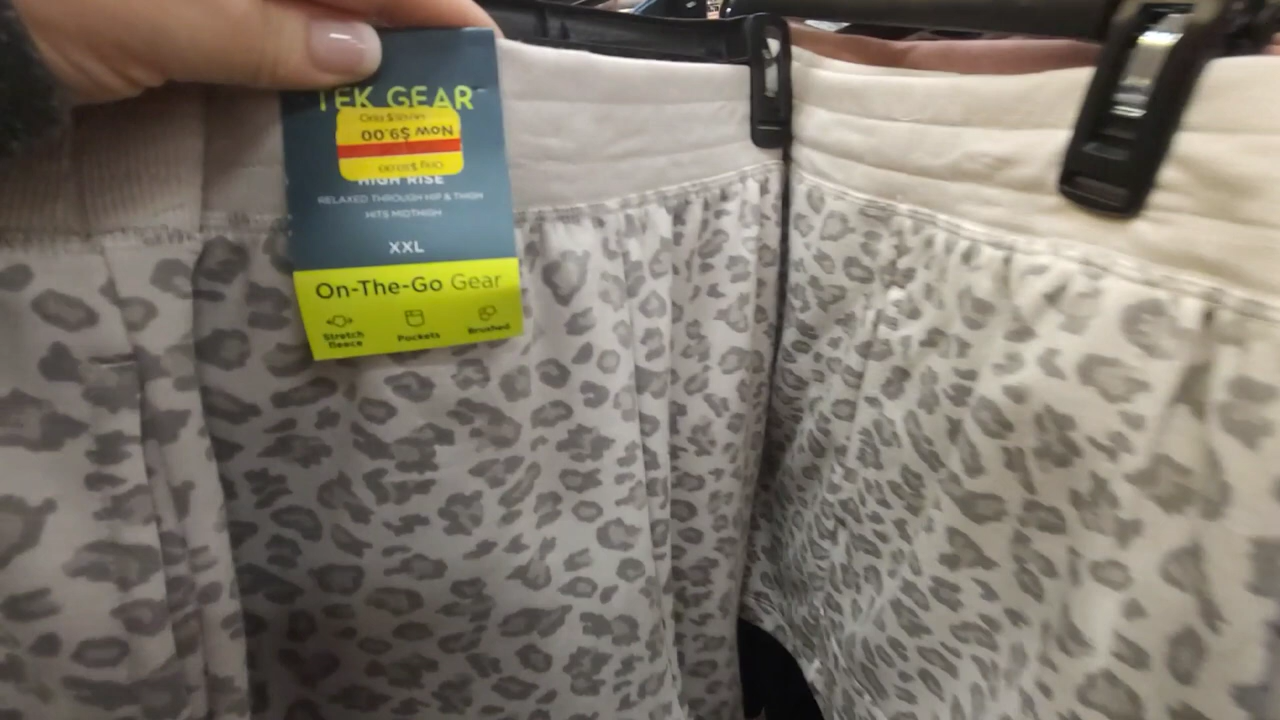 TEK GEAR
Now $9.00
HIGH RISE
RELAXED THROUGH HIP & THIGH
HITS MIDTHIGH
XXL
On-The-Go Gear
Stretch fleece
Pockets
Brushed